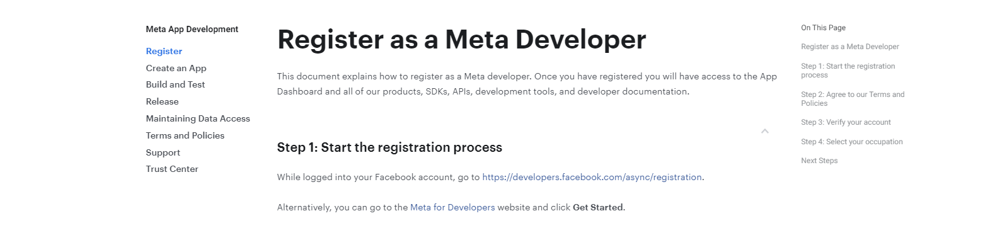 Meta App Development
Register
Create an App
Build and Test
Release
Maintaining Data Access
Terms and Policies
Support
Trust Center
Register as a Meta Developer
This document explains how to register as a Meta developer. Once you have registered you will have access to the App
Dashboard and all of our products, SDKs, APIs, development tools, and developer documentation.
Step 1: Start the registration process
While logged into your Facebook account, go to https://developers.facebook.com/async/registration.
Alternatively, you can go to the Meta for Developers website and click Get Started.
On This Page
Register as a Meta Developer
Step 1: Start the registration
process
Step 2: Agree to our Terms and
Policies
Step 3: Verify your account
Step 4: Select your occupation
Next Steps